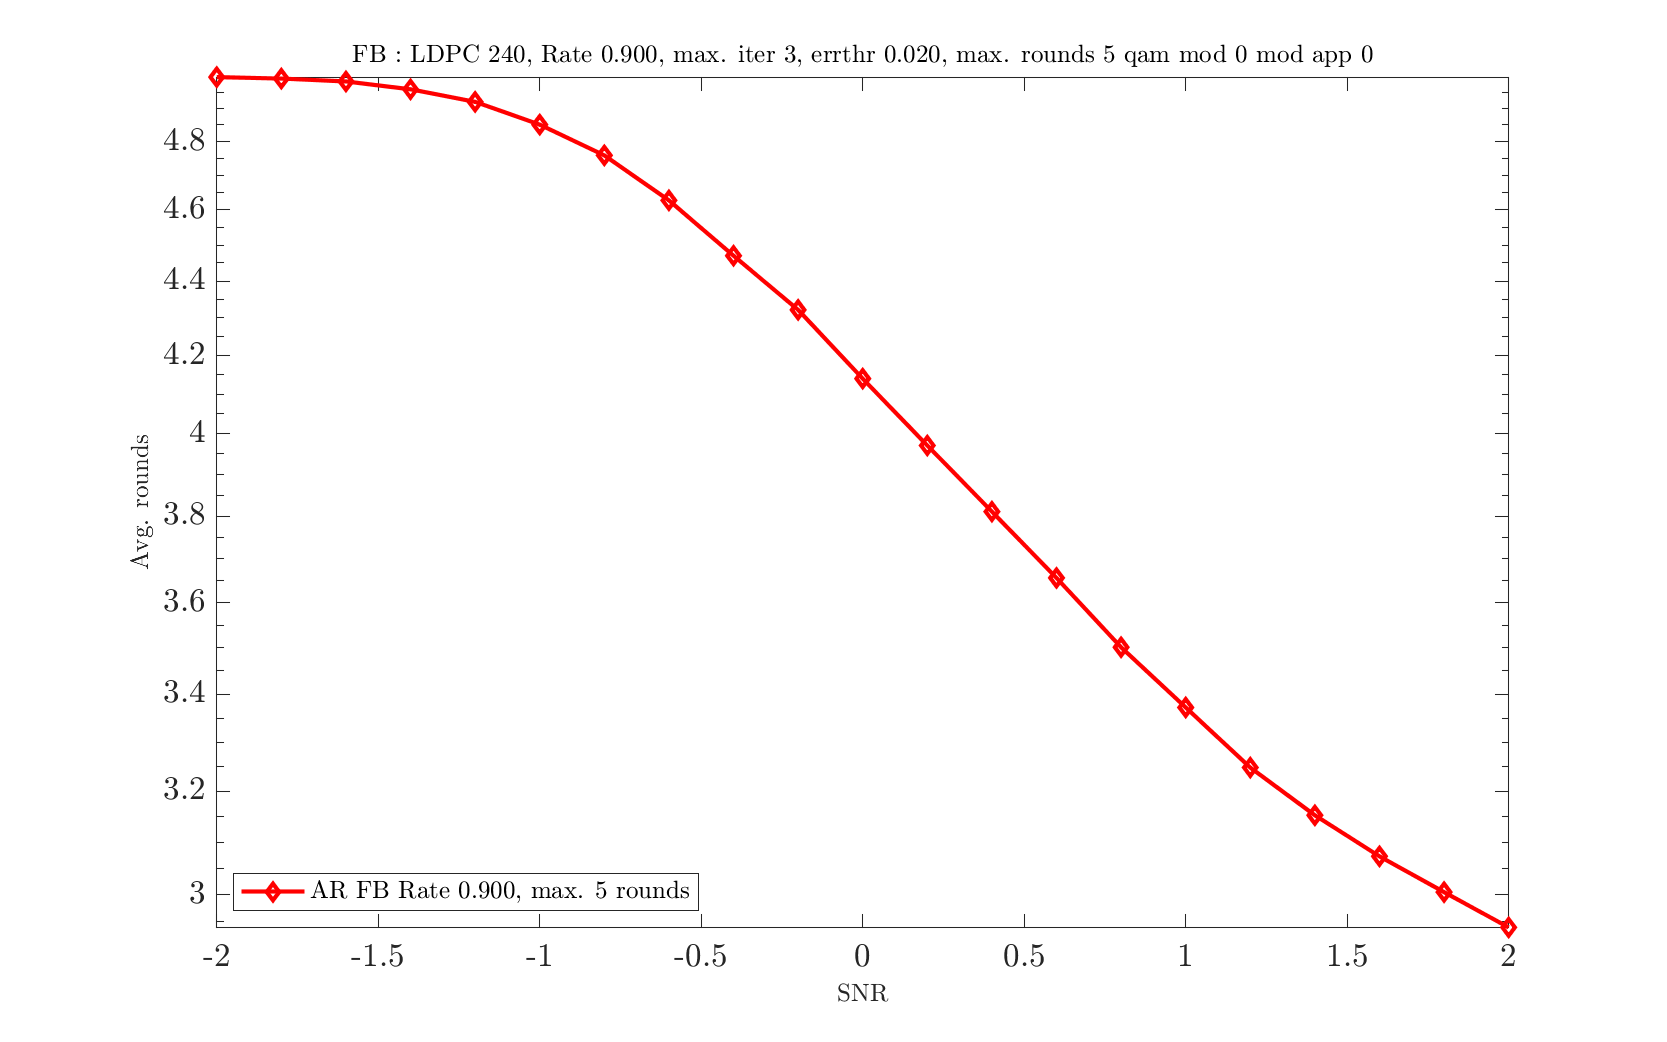 FB : LDPC 240, Rate 0.900, max. iter 3, errthr 0.020, max. rounds 5 qam mod 0 mod app 0
4.8
4.6
4.4
4.2
4
3.8
3.6
3.4
3.2
3
Avg. rounds
AR FB Rate 0.900, max. 5 rounds
-2 -1.5 -1 -0.5 0 0.5 1 1.5 2
SNR